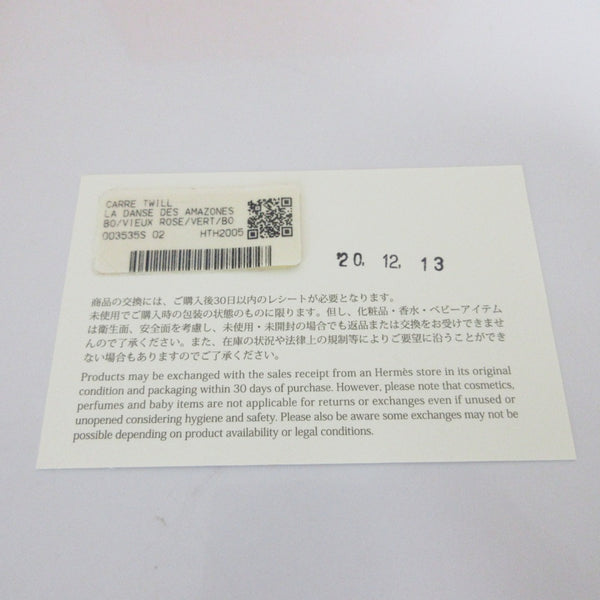 CARRE TWILL
LA DANSE DES AMAZONES
BO/VIEUX ROSE/VERT/BO
003535S 02 HTH2005
'20. 12. 13
商品の交換には、ご購入後30日以内のレシートが必要となります。
未使用でご購入時の包装の状態のものに限ります。但し、化粧品・香水・ベビーアイテム
は衛生面、安全面を考慮し、未使用・未開封の場合でも返品または交換をお受けできませ
んのでご了承ください。また、在庫の状況や法律上の規制等によりご要望に沿うことができ
ない場合もありますのでご了承ください。
Products may be exchanged with the sales receipt from an Hermès store in its original
condition and packaging within 30 days of purchase. However, please note that cosmetics,
perfumes and baby items are not applicable for returns or exchanges even if unused or
unopened considering hygiene and safety. Please also be aware some exchanges may not be
possible depending on product availability or legal conditions.